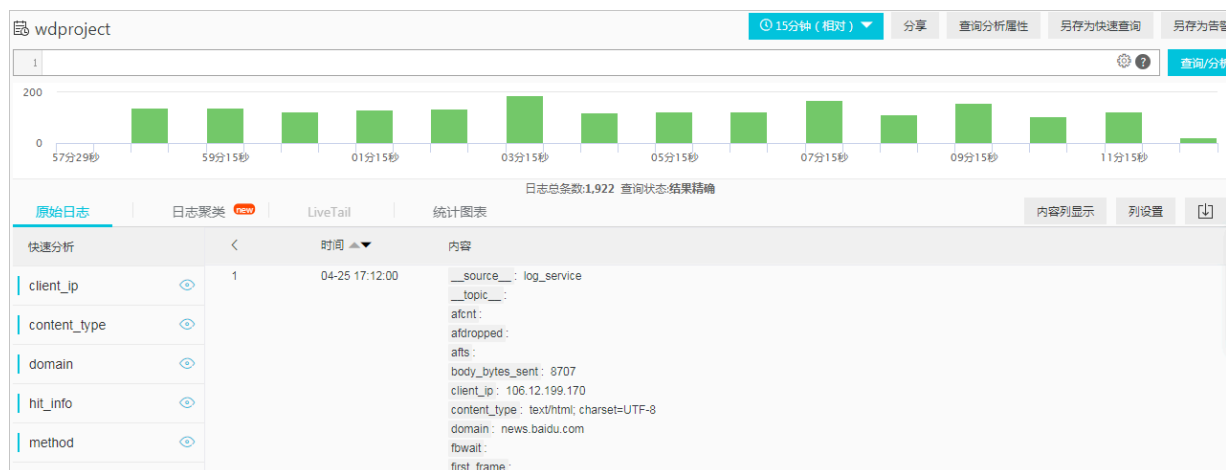 wdproject
15分钟（相对）
分享
查询分析属性
另存为快速查询
另存为告警
1
?
查询/分析
200
0
57分29秒
59分15秒
01分15秒
03分15秒
05分15秒
07分15秒
09分15秒
11分15秒
日志总条数:1,922 查询状态:结果精确
原始日志
日志聚类 new
LiveTail
统计图表
内容列显示
列设置
快速分析
<
时间
内容
client_ip
content_type
domain
hit_info
method
1
04-25 17:12:00
__source__ : log_service
__topic__ :
afcnt :
afdropped :
afts :
body_bytes_sent : 8707
client_ip : 106.12.199.170
content_type : text/html; charset=UTF-8
domain : news.baidu.com
fbwait :
first_frame :